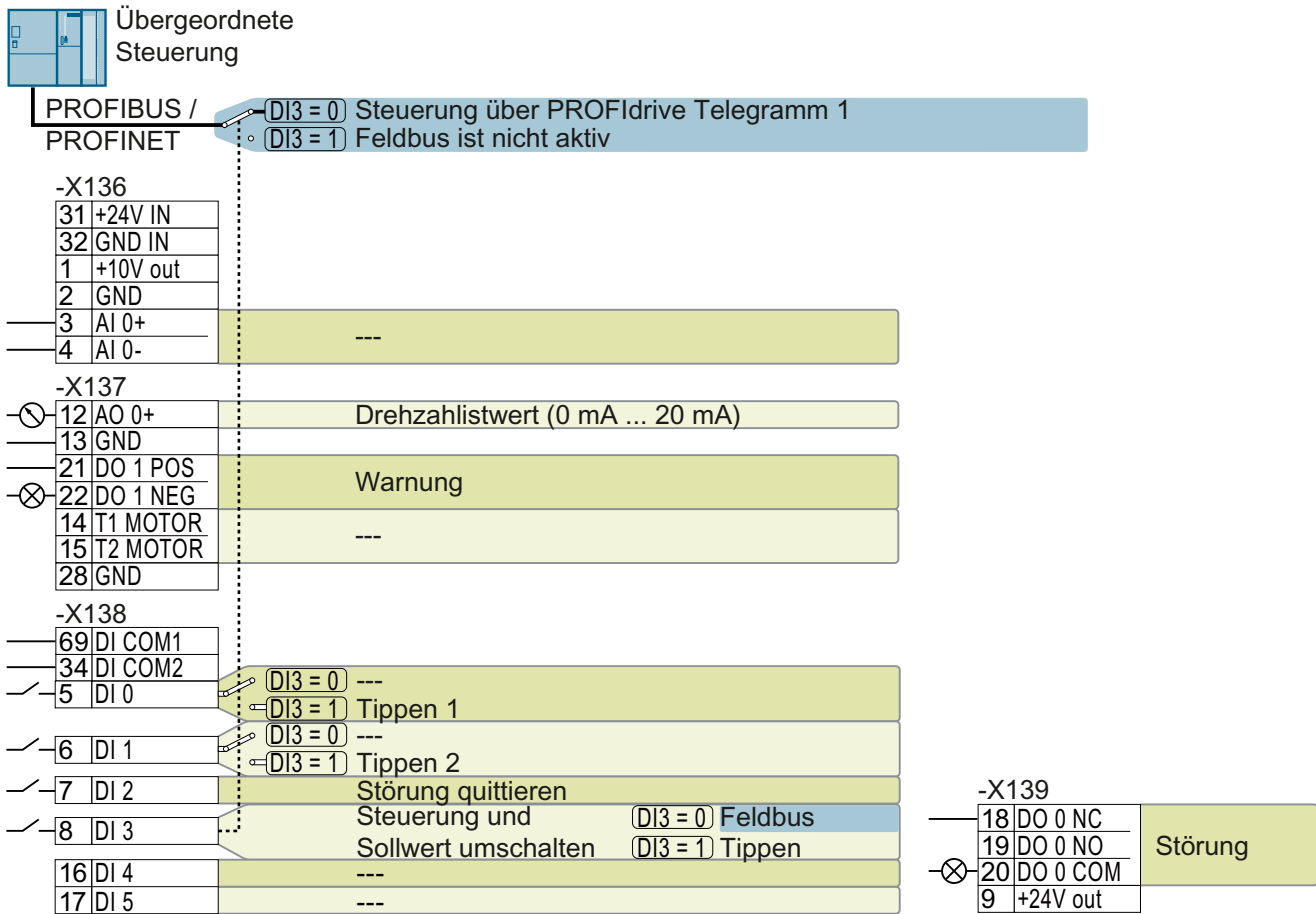 Übergeordnete
Steuerung
PROFIBUS /
PROFINET
DI3 = 0 Steuerung über PROFIdrive Telegramm 1
DI3 = 1 Feldbus ist nicht aktiv
-X136
31 +24V IN
32 GND IN
1 +10V out
2 GND
3 AI 0+
4 AI 0-
---
-X137
12 AO 0+ Drehzahlistwert (0 mA ... 20 mA)
13 GND
21 DO 1 POS
22 DO 1 NEG
Warnung
14 T1 MOTOR
15 T2 MOTOR
---
28 GND
-X138
69 DI COM1
34 DI COM2
5 DI 0
DI3 = 0 ---
DI3 = 1 Tippen 1
6 DI 1
DI3 = 0 ---
DI3 = 1 Tippen 2
7 DI 2 Störung quittieren
8 DI 3
Steuerung und DI3 = 0 Feldbus
Sollwert umschalten DI3 = 1 Tippen
16 DI 4 ---
17 DI 5 ---
-X139
18 DO 0 NC
19 DO 0 NO
20 DO 0 COM
Störung
9 +24V out